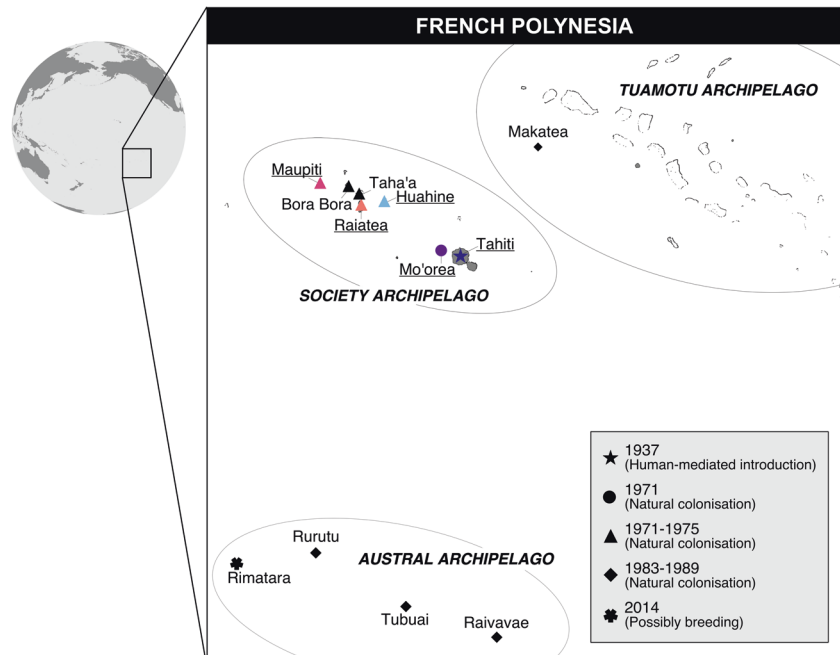 FRENCH POLYNESIA
TUAMOTU ARCHIPELAGO
Makatea
Maupiti
Taha'a
Bora Bora
Huahine
Raiatea
Tahiti
Mo'orea
SOCIETY ARCHIPELAGO
1937
(Human-mediated introduction)
1971
(Natural colonisation)
1971-1975
(Natural colonisation)
1983-1989
(Natural colonisation)
2014
(Possibly breeding)
Rurutu
AUSTRAL ARCHIPELAGO
Rimatara
Tubuai
Raivavae